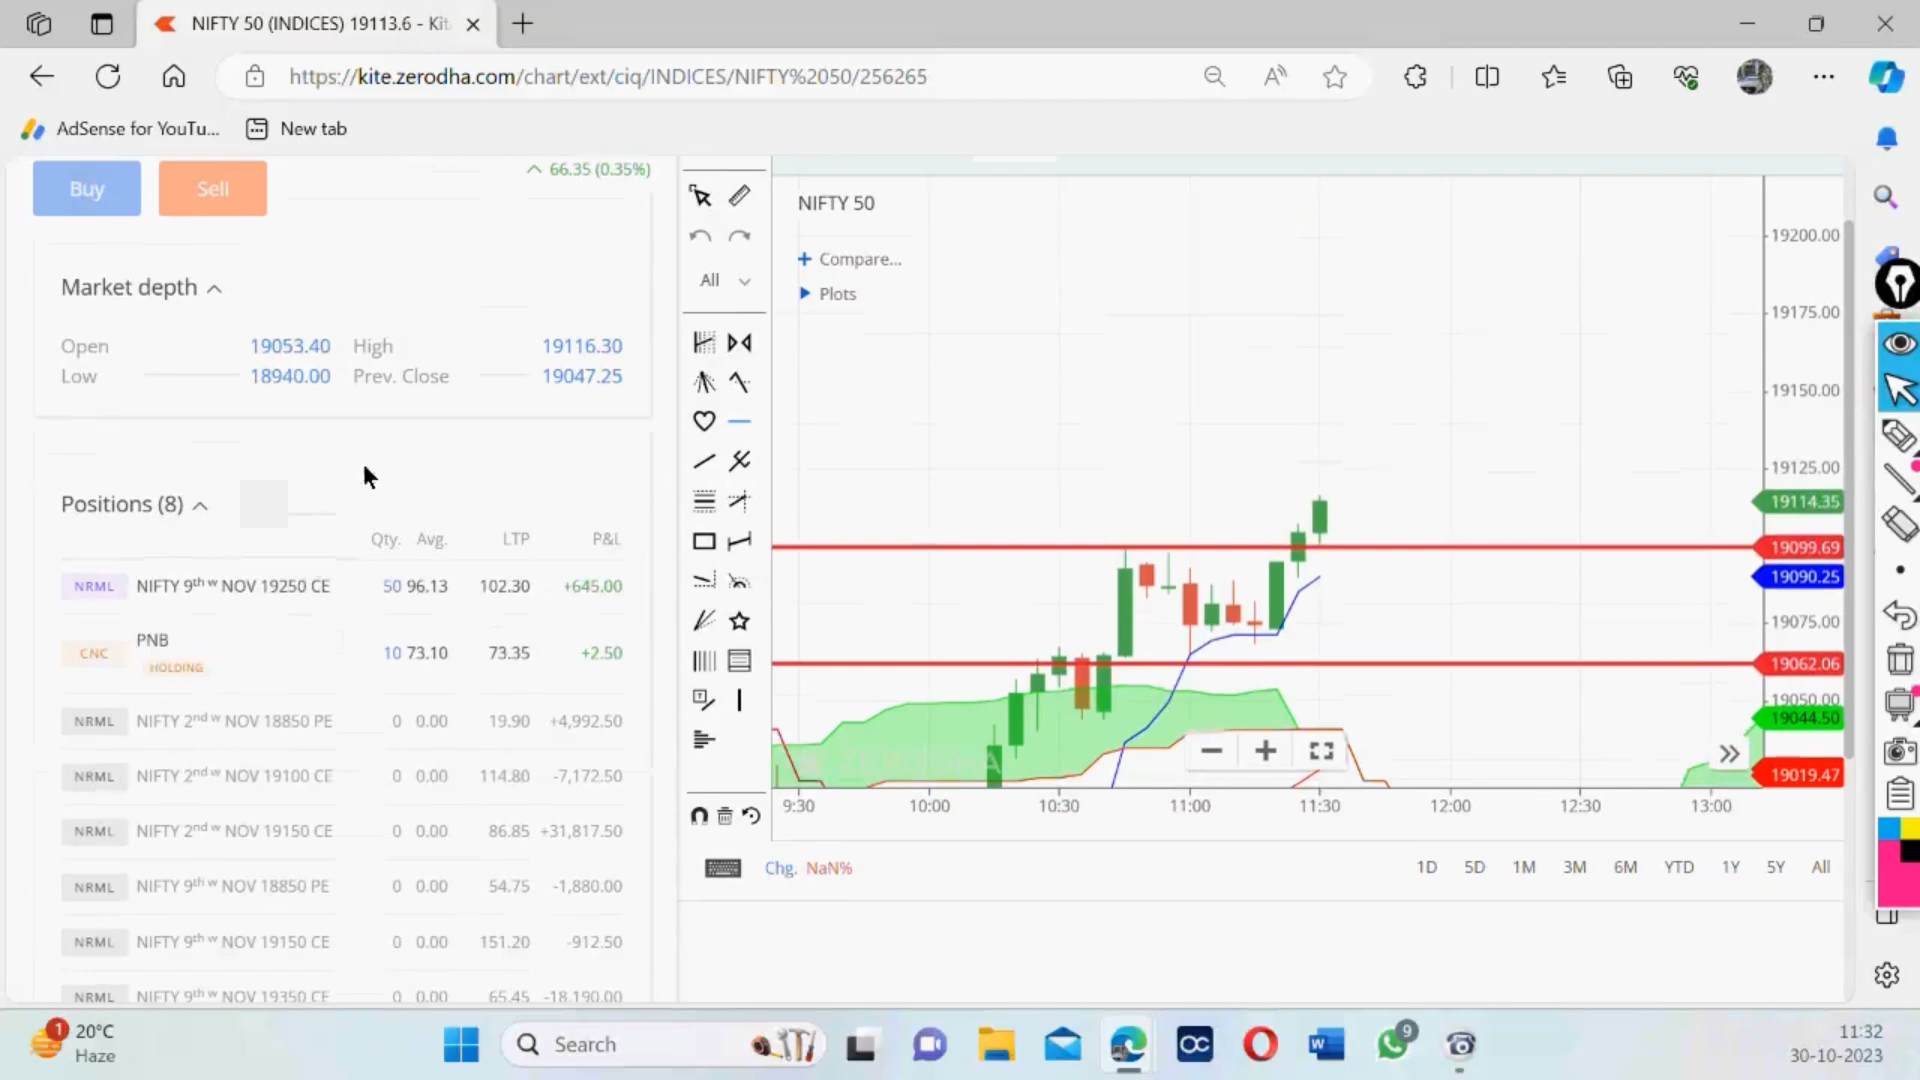 NIFTY 50 (INDICES) 19113.6 - Kit
https://kite.zerodha.com/chart/ext/ciq/INDICES/NIFTY%2050/256265
AdSense for YouTu... New tab
Buy Sell 66.35 (0.35%)
Market depth
Open 19053.40 High 19116.30
Low 18940.00 Prev. Close 19047.25
Positions (8)
Qty. Avg. LTP P&L
NRML NIFTY 9th w NOV 19250 CE 50 96.13 102.30 +645.00
CNC PNB HOLDING 10 73.10 73.35 +2.50
NRML NIFTY 2nd w NOV 18850 PE 0 0.00 19.90 +4,992.50
NRML NIFTY 2nd w NOV 19100 CE 0 0.00 114.80 -7,172.50
NRML NIFTY 2nd w NOV 19150 CE 0 0.00 86.85 +31,817.50
NRML NIFTY 9th w NOV 18850 PE 0 0.00 54.75 -1,880.00
NRML NIFTY 9th w NOV 19150 CE 0 0.00 151.20 -912.50
NRML NIFTY 9th w NOV 19350 CE 0 0.00 65.45 -18,190.00
All
NIFTY 50
+ Compare...
Plots
19200.00
19175.00
19150.00
19125.00
19114.35
19099.69
19090.25
19075.00
19062.06
19050.00
19044.50
19019.47
ZERODHA
9:30 10:00 10:30 11:00 11:30 12:00 12:30 13:00
Chg. NaN% 1D 5D 1M 3M 6M YTD 1Y 5Y All
1
20°C
Haze
Search
9
11:32
30-10-2023